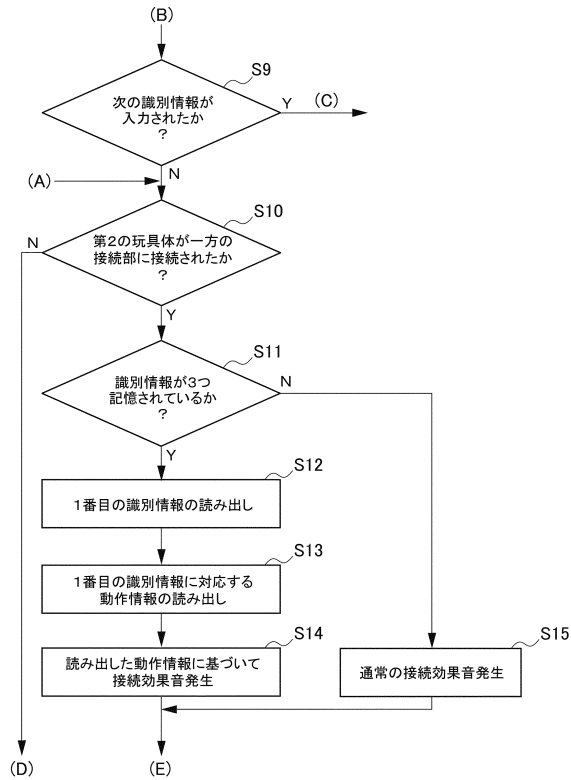 (B)
S9
次の識別情報が
入力されたか
?
Y
(C)
N
(A)
S10
N
第2の玩具体が一方の
接続部に接続されたか
?
Y
S11
識別情報が3つ
記憶されているか
?
N
Y
S12
1番目の識別情報の読み出し
S13
1番目の識別情報に対応する
動作情報の読み出し
S14
読み出した動作情報に基づいて
接続効果音発生
S15
通常の接続効果音発生
(D)
(E)